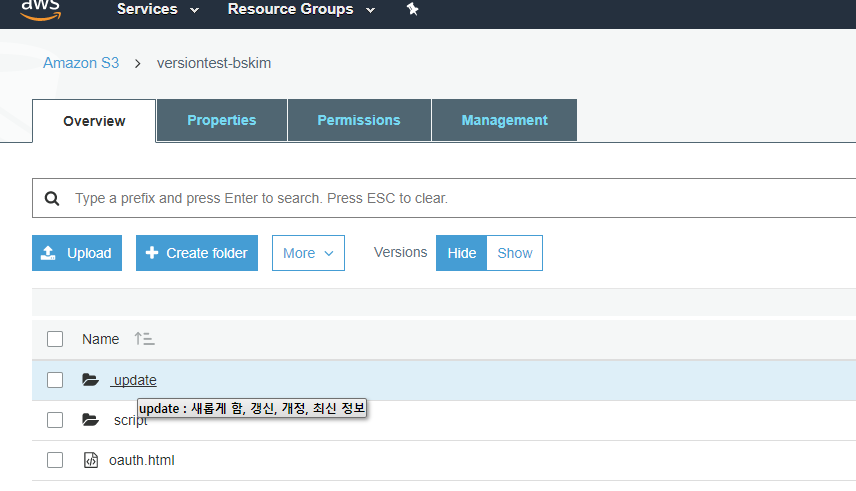 aws Services Resource Groups
Amazon S3 > versiontest-bskim
Overview Properties Permissions Management
Type a prefix and press Enter to search. Press ESC to clear.
Upload Create folder More Versions Hide Show
Name
update
update : 새롭게 함, 갱신, 개정, 최신 정보
script
oauth.html